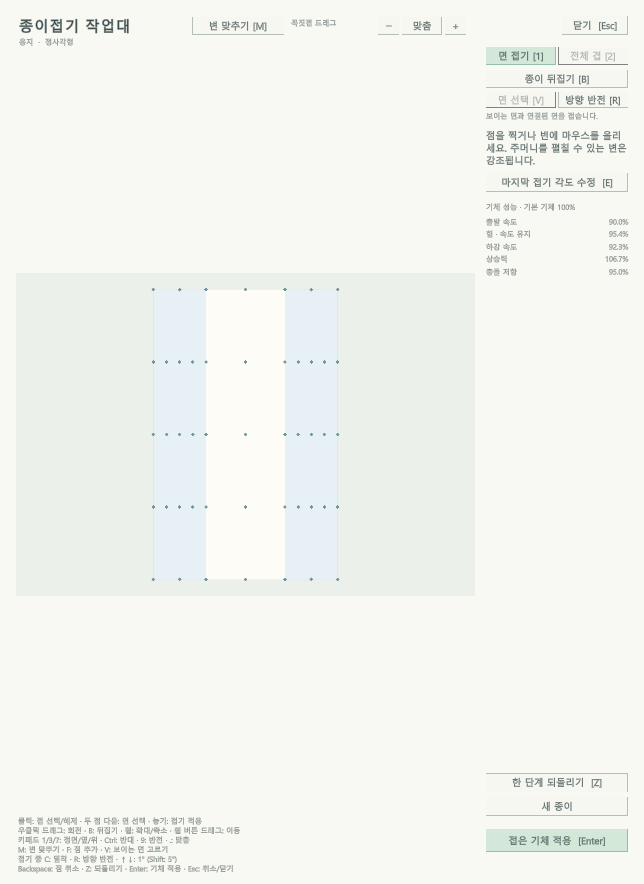 종이접기 작업대
용지 · 정사각형
변 맞추기 [M]
꼭짓점 드래그
−
맞춤
+
닫기 [Esc]
면 접기 [1]
전체 겹 [2]
종이 뒤집기 [B]
면 선택 [V]
방향 반전 [R]
보이는 면과 연결된 면을 접습니다.
점을 찍거나 변에 마우스를 올리
세요. 주머니를 펼칠 수 있는 변은
강조됩니다.
마지막 접기 각도 수정 [E]
기체 성능 · 기본 기체 100%
출발 속도 90.0%
힘 · 속도 유지 95.4%
하강 속도 92.3%
상승력 106.7%
충돌 저항 95.0%
한 단계 되돌리기 [Z]
새 종이
접은 기체 적용 [Enter]
클릭: 점 선택/해제 · 두 점 다음: 면 선택 · 놓기: 접기 적용
우클릭 드래그: 회전 · B: 뒤집기 · 휠: 확대/축소 · 휠 버튼 드래그: 이동
키패드 1/3/7: 정면/옆/위 · Ctrl: 반대 · 9: 반전 · .: 맞춤
M: 변 맞추기 · F: 점 추가 · V: 보이는 면 고르기
접기 중 C: 밀착 · R: 방향 반전 · ↑ ↓: 1° (Shift: 5°)
Backspace: 점 취소 · Z: 되돌리기 · Enter: 기체 적용 · Esc: 취소/닫기